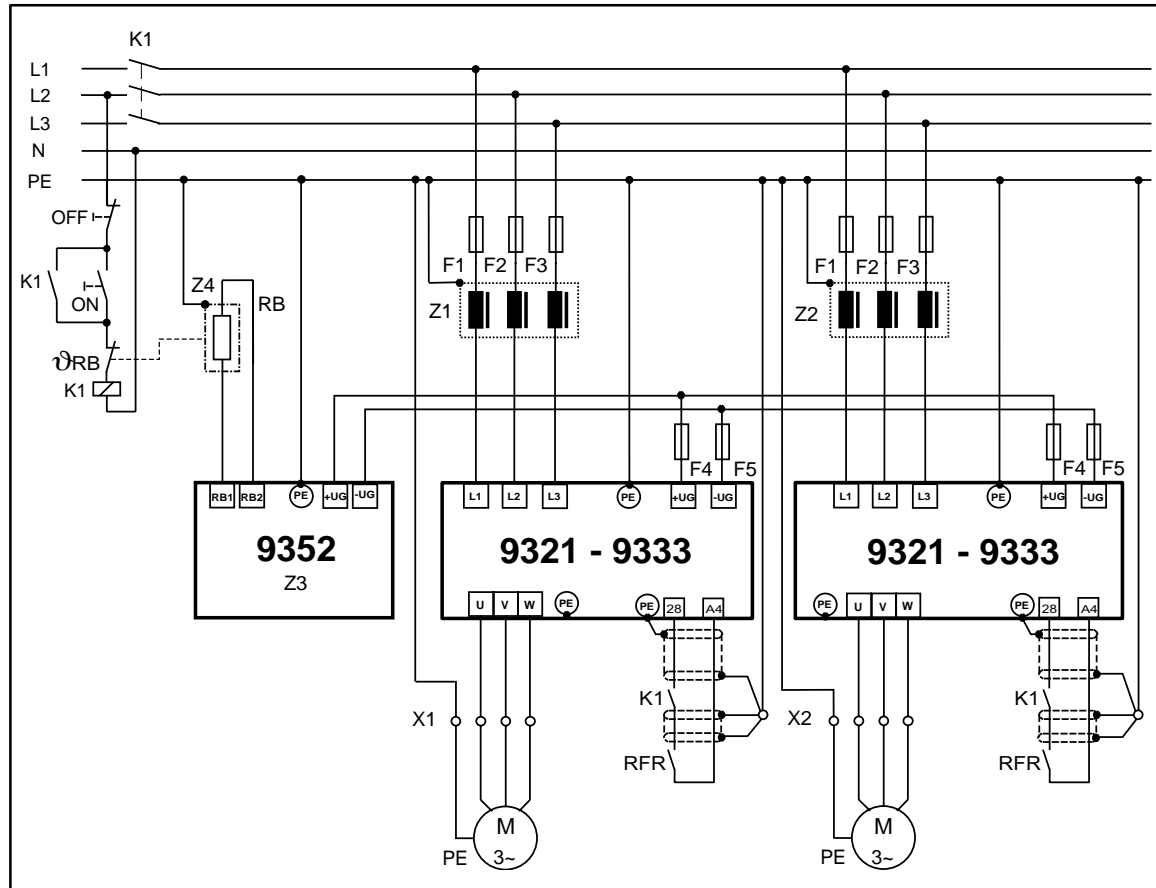 K1
L1
L2
L3
N
PE
OFF
K1
ON
Z4
RB
ϑRB
K1
F1 F2 F3
Z1
F1 F2 F3
Z2
F4 F5
F4 F5
RB1 RB2 PE +UG -UG
9352
Z3
L1 L2 L3 PE +UG -UG
9321 - 9333
U V W PE PE 28 A4
L1 L2 L3 PE +UG -UG
9321 - 9333
PE U V W PE 28 A4
K1
X1
RFR
K1
X2
RFR
M
3~
PE
M
3~
PE